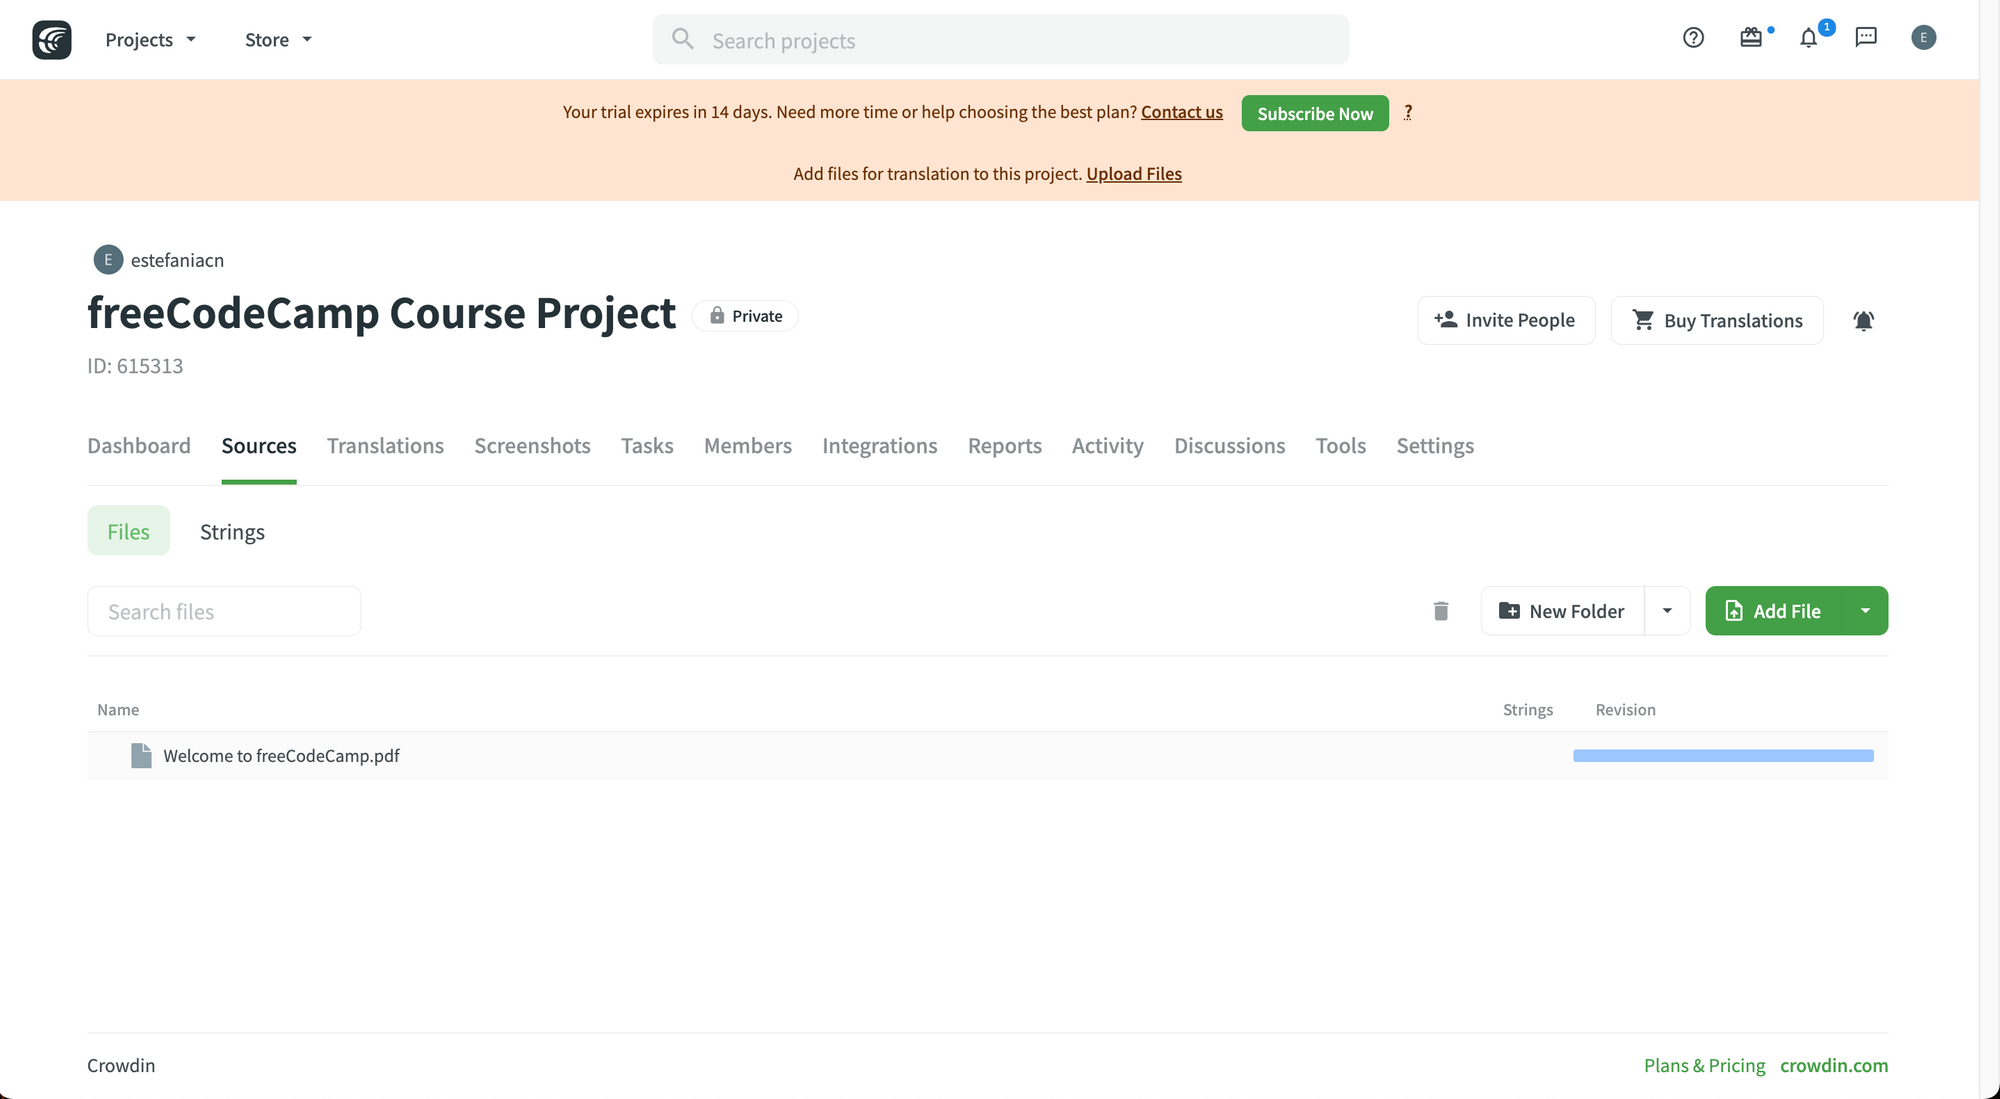 Projects Store Search projects 1 E
Your trial expires in 14 days. Need more time or help choosing the best plan? Contact us Subscribe Now ?
Add files for translation to this project. Upload Files
E estefaniacn
freeCodeCamp Course Project Private Invite People Buy Translations
ID: 615313
Dashboard Sources Translations Screenshots Tasks Members Integrations Reports Activity Discussions Tools Settings
Files Strings
Search files New Folder Add File
Name Strings Revision
Welcome to freeCodeCamp.pdf
Crowdin Plans & Pricing crowdin.com